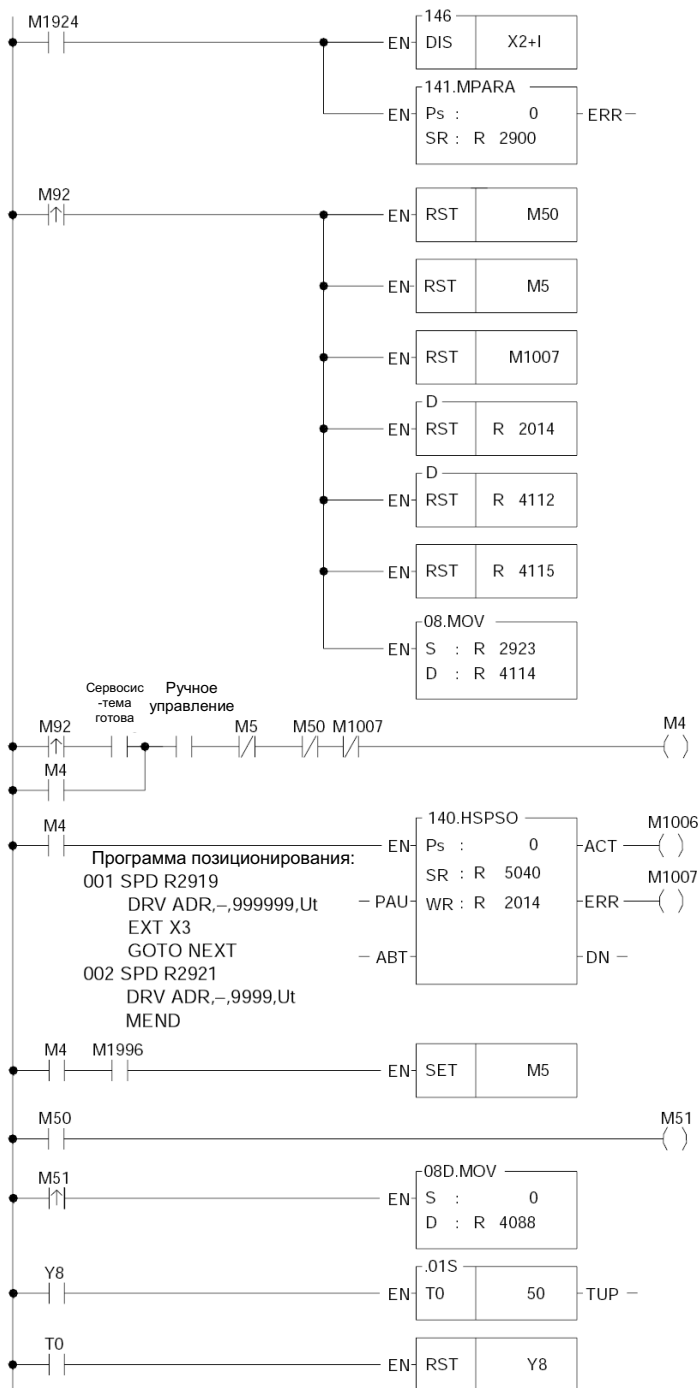 M1924
146
EN DIS X2+I
141.MPARA
EN Ps : 0 ERR
SR : R 2900
M92
EN RST M50
EN RST M5
EN RST M1007
D
EN RST R 2014
D
EN RST R 4112
EN RST R 4115
08.MOV
EN S : R 2923
D : R 4114
Сервосис
-тема
готова
Ручное
управление
M92 M5 M50 M1007 M4
M4
M4
140.HSPSO
M1006
EN Ps : 0 ACT
SR : R 5040
M1007
PAU WR : R 2014 ERR
ABT DN
Программа позиционирования:
001 SPD R2919
DRV ADR,–,999999,Ut
EXT X3
GOTO NEXT
002 SPD R2921
DRV ADR,–,9999,Ut
MEND
M4 M1996
EN SET M5
M50 M51
M51
08D.MOV
EN S : 0
D : R 4088
Y8
.01S
EN T0 50 TUP
T0
EN RST Y8